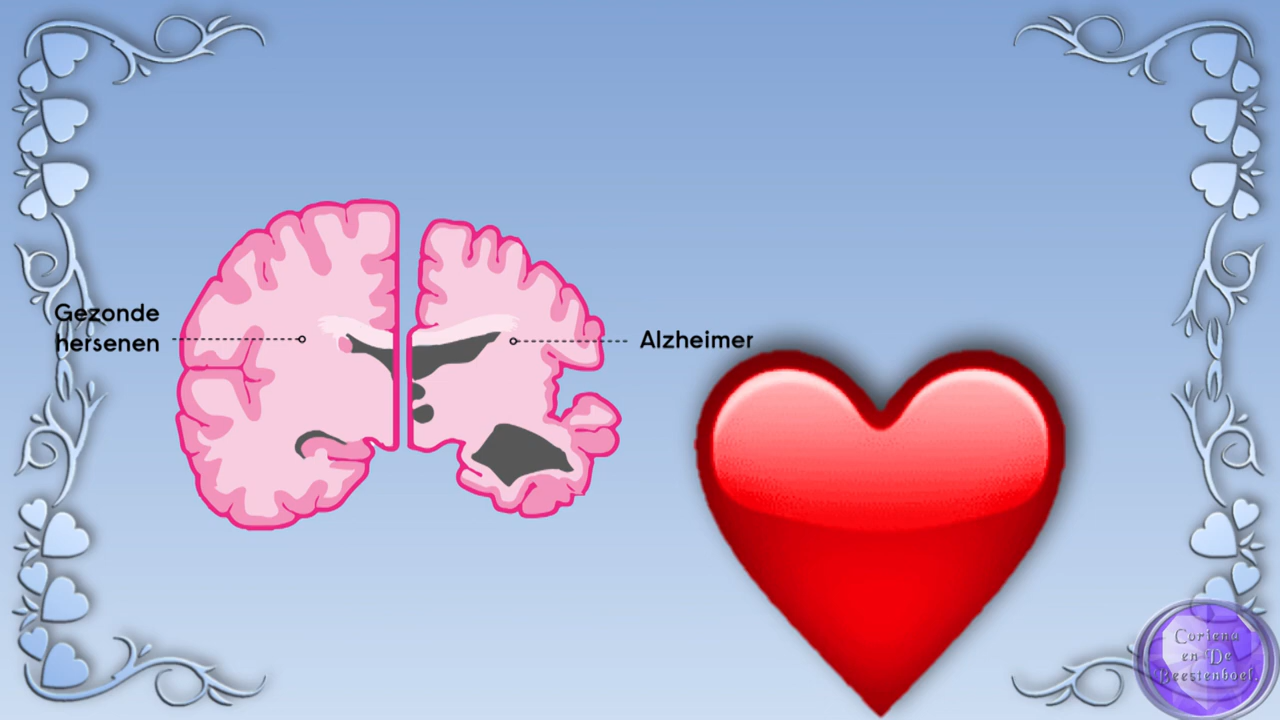 Gezonde
hersenen
Alzheimer
Coriena
en De
Beestenboel